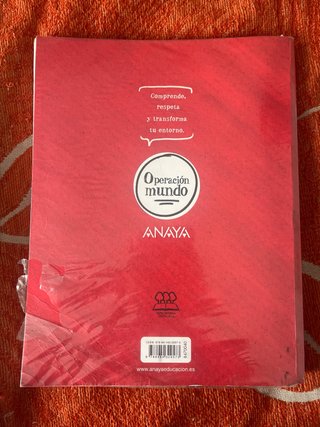 Comprende,
respeta
y transforma
tu entorno.
Operación
mundo
ANAYA
www.anayaeducacion.es